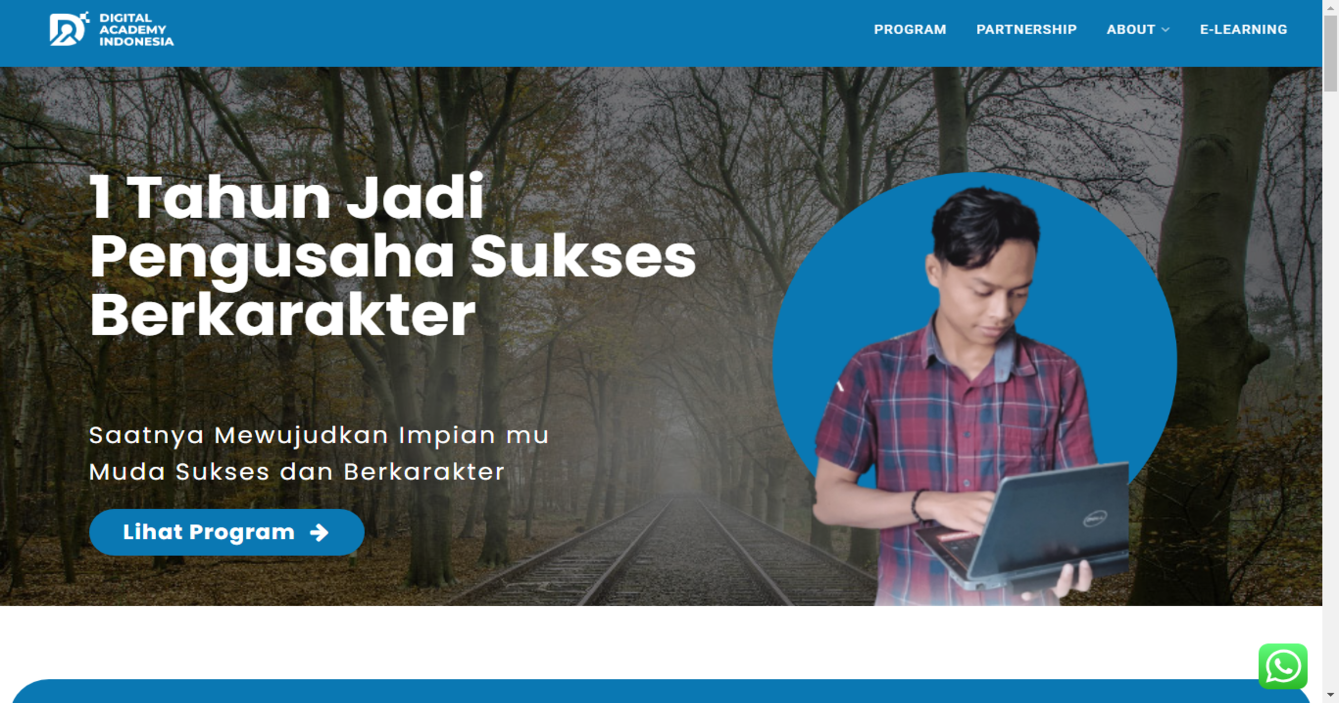 DIGITAL
ACADEMY
INDONESIA
PROGRAM
PARTNERSHIP
ABOUT
E-LEARNING
1 Tahun Jadi
Pengusaha Sukses
Berkarakter
Saatnya Mewujudkan Impian mu
Muda Sukses dan Berkarakter
Lihat Program
DELL